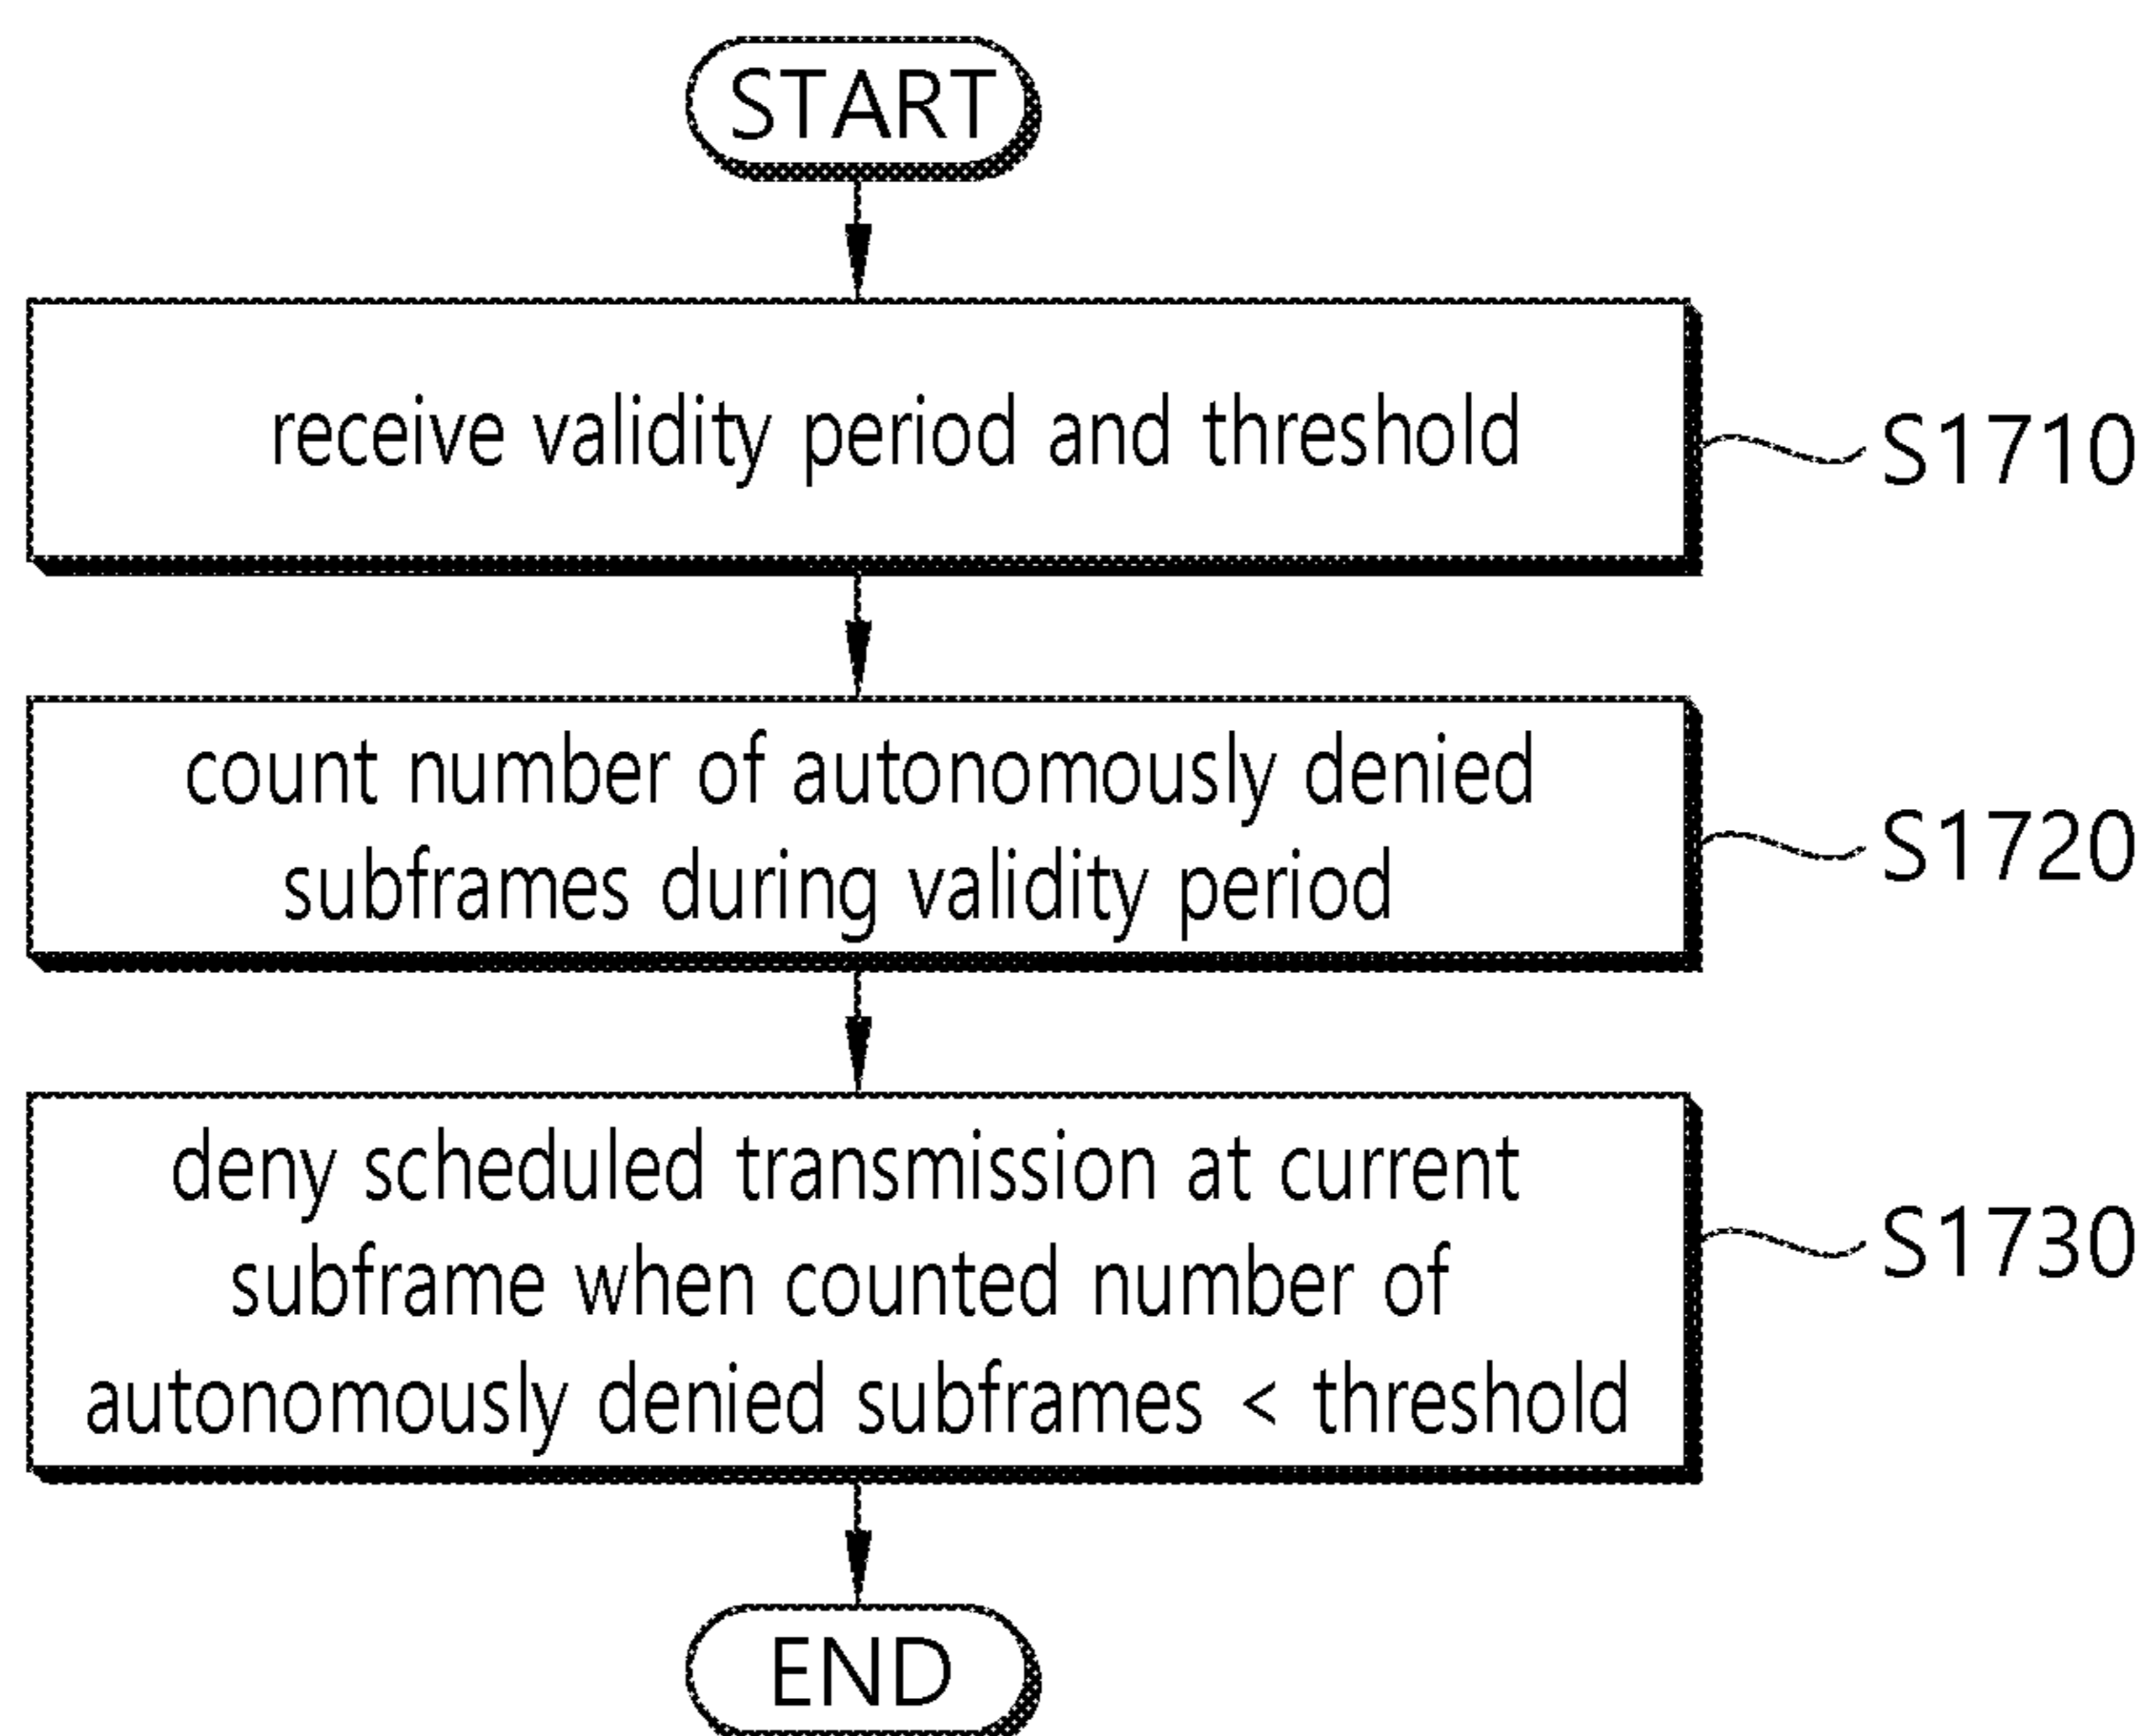 START
receive validity period and threshold
S1710
count number of autonomously denied
subframes during validity period
S1720
deny scheduled transmission at current
subframe when counted number of
autonomously denied subframes < threshold
S1730
END